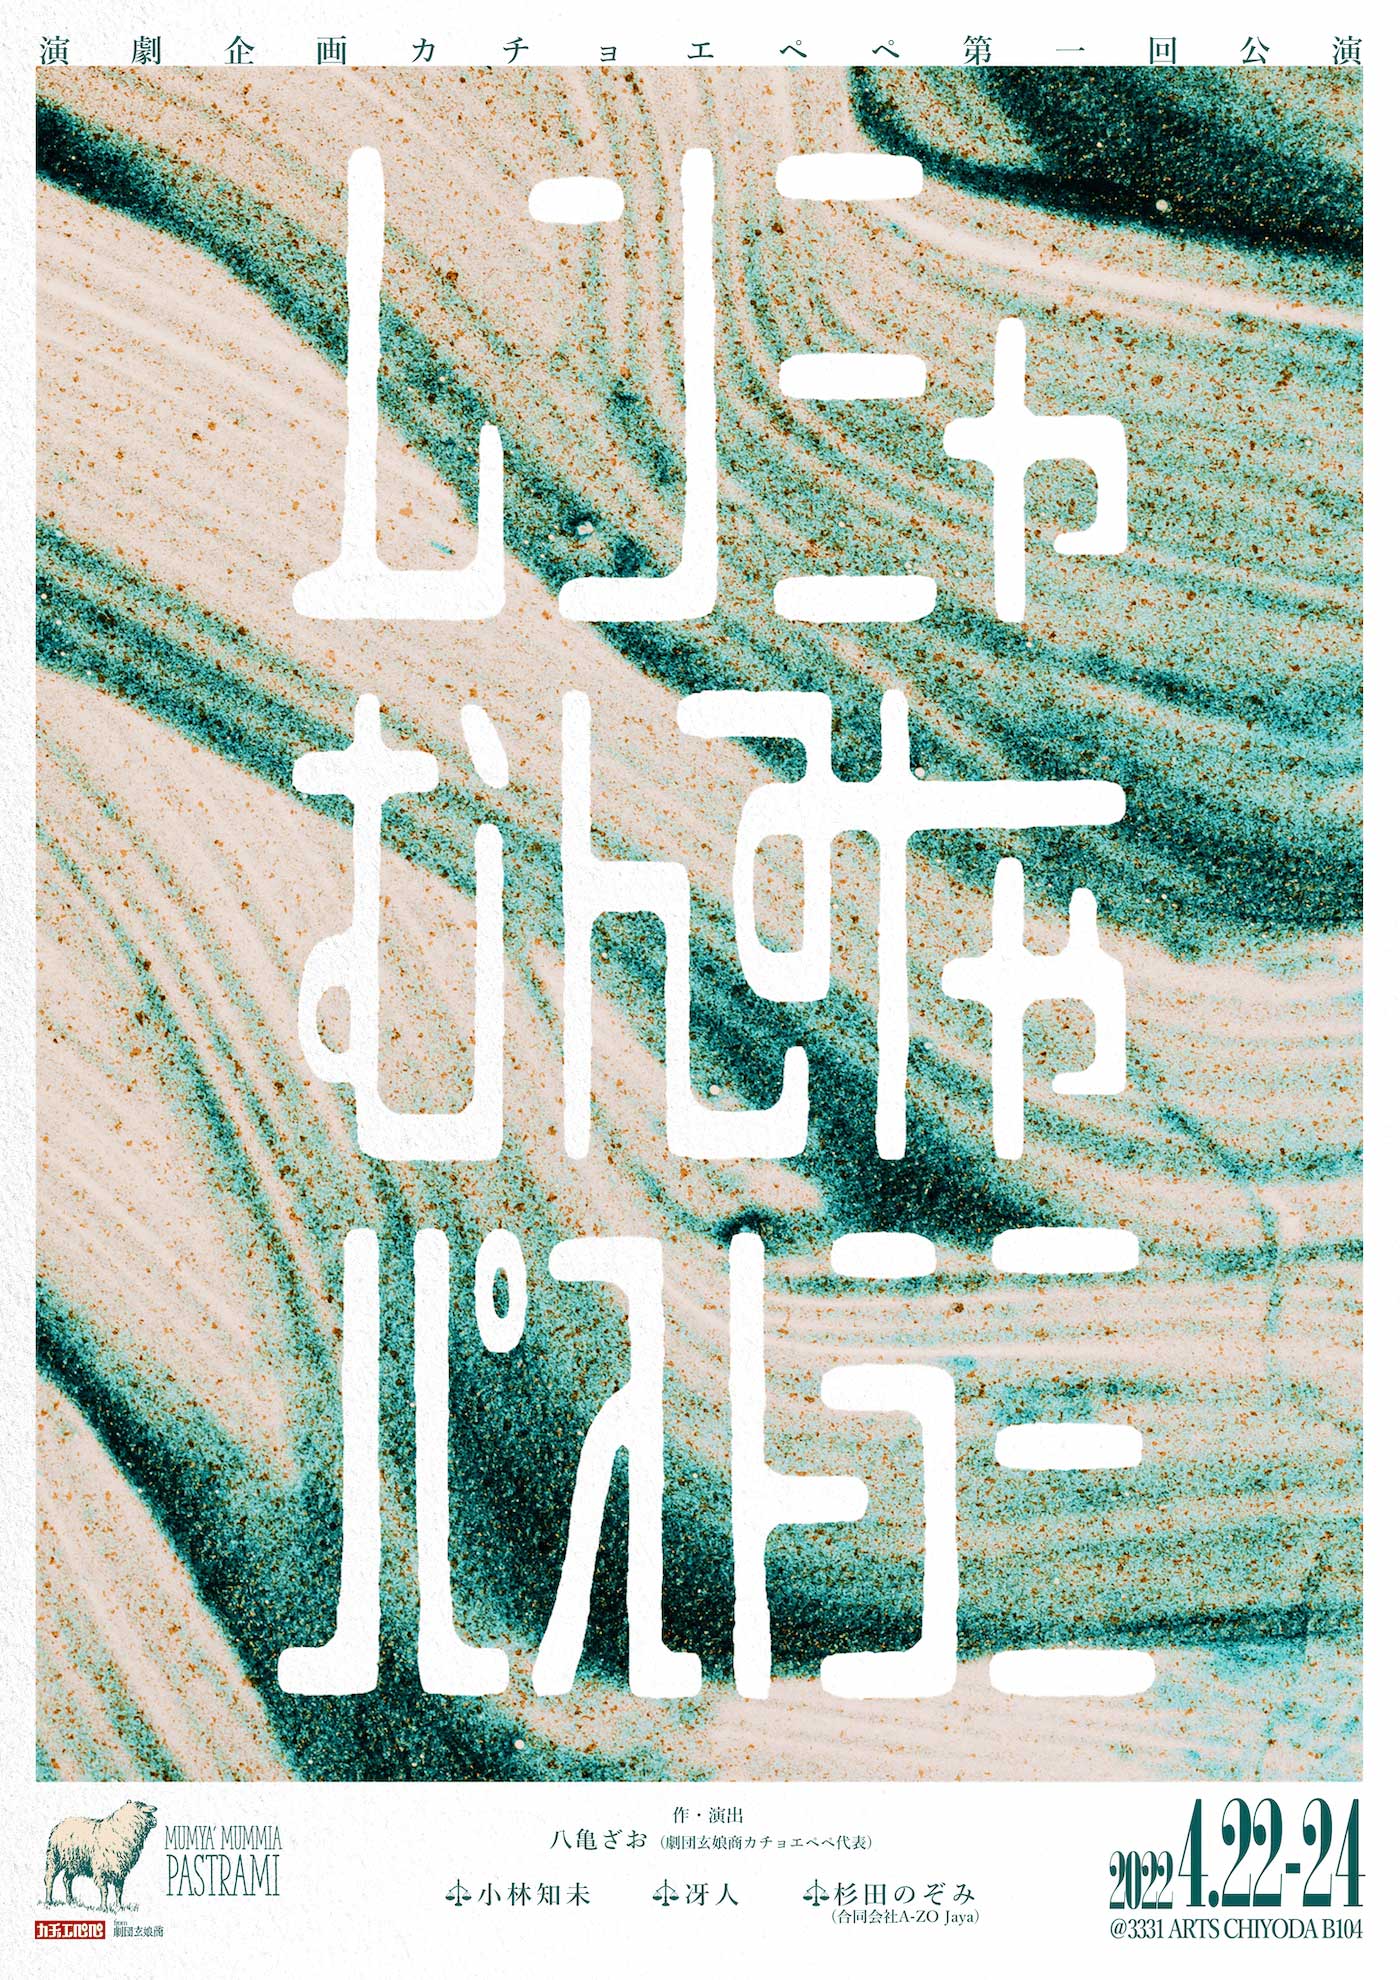 演劇企画カチョエペペ第一回公演
ムンミャ
むんみゃ
パストラミ
MUMYA' MUMMIA
PASTRAMI
カチョエペペ
from
劇団玄娘商
作・演出
八亀ざお（劇団玄娘商カチョエペペ代表）
小林知未 冴人 杉田のぞみ
（合同会社A-ZO Jaya）
2022 4.22-24
@3331 ARTS CHIYODA B104